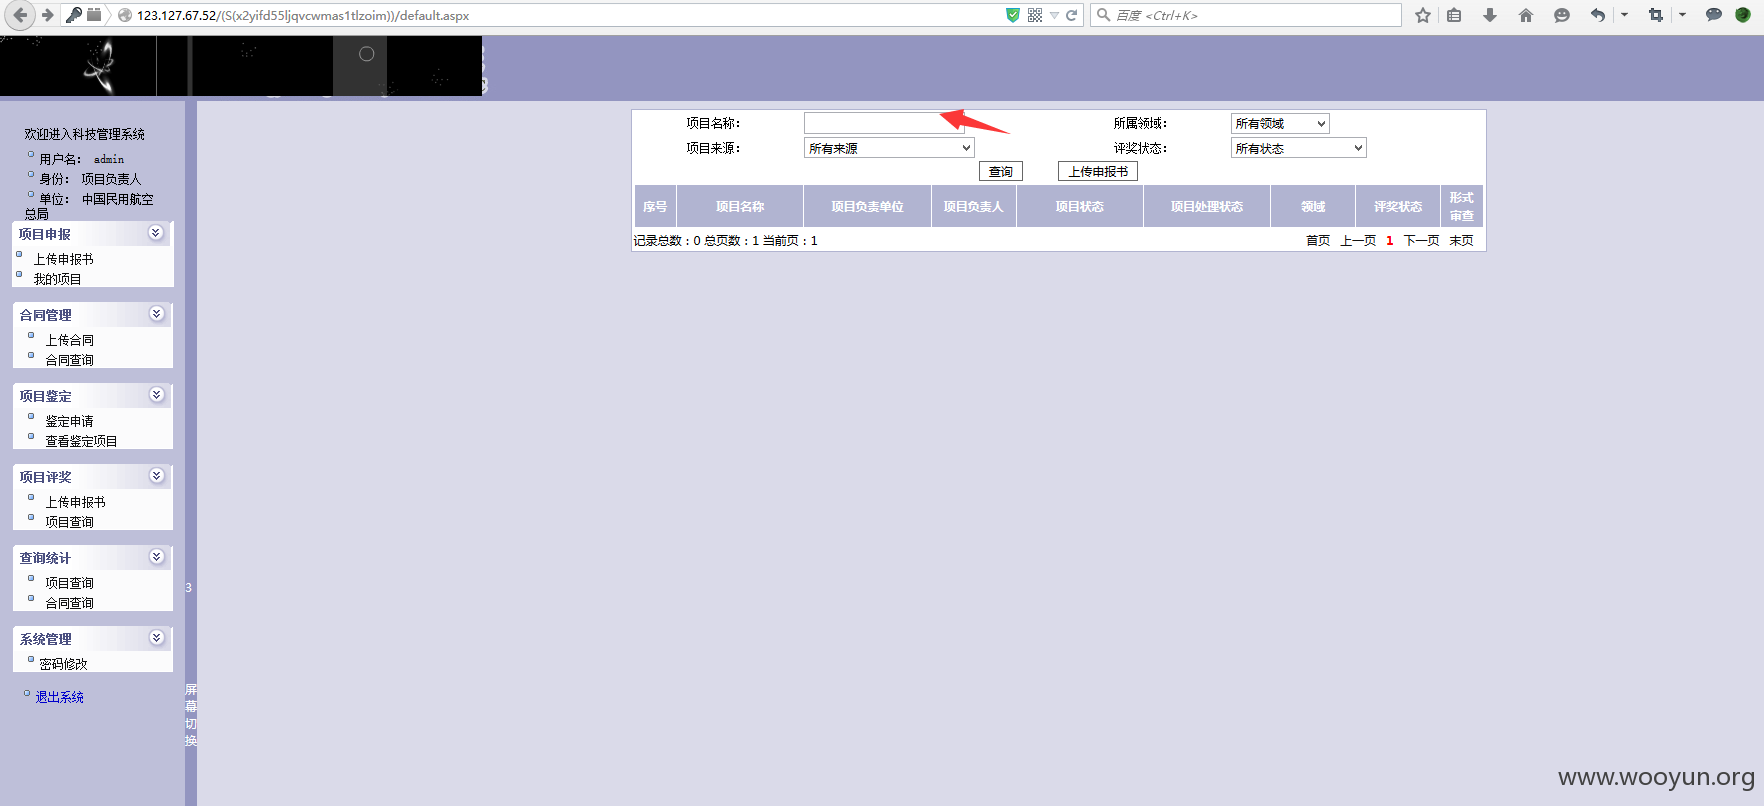 123.127.67.52/(S(x2yifd55ljqvcwmas1tlzoim))/default.aspx
百度 <Ctrl+K>
欢迎进入科技管理系统
用户名： admin
身份： 项目负责人
单位： 中国民用航空
总局
项目申报
上传申报书
我的项目
合同管理
上传合同
合同查询
项目鉴定
鉴定申请
查看鉴定项目
项目评奖
上传申报书
项目查询
查询统计
项目查询
合同查询
系统管理
密码修改
退出系统
3
屏
幕
切
换
项目名称： 所属领域： 所有领域
项目来源： 所有来源 评奖状态： 所有状态
查询 上传申报书
序号 项目名称 项目负责单位 项目负责人 项目状态 项目处理状态 领域 评奖状态 形式
审查
记录总数：0 总页数：1 当前页：1 首页 上一页 1 下一页 末页
www.wooyun.org